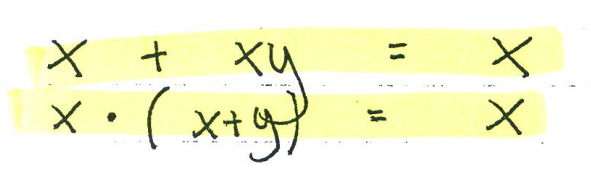 x + xy = x
x · (x+y) = x